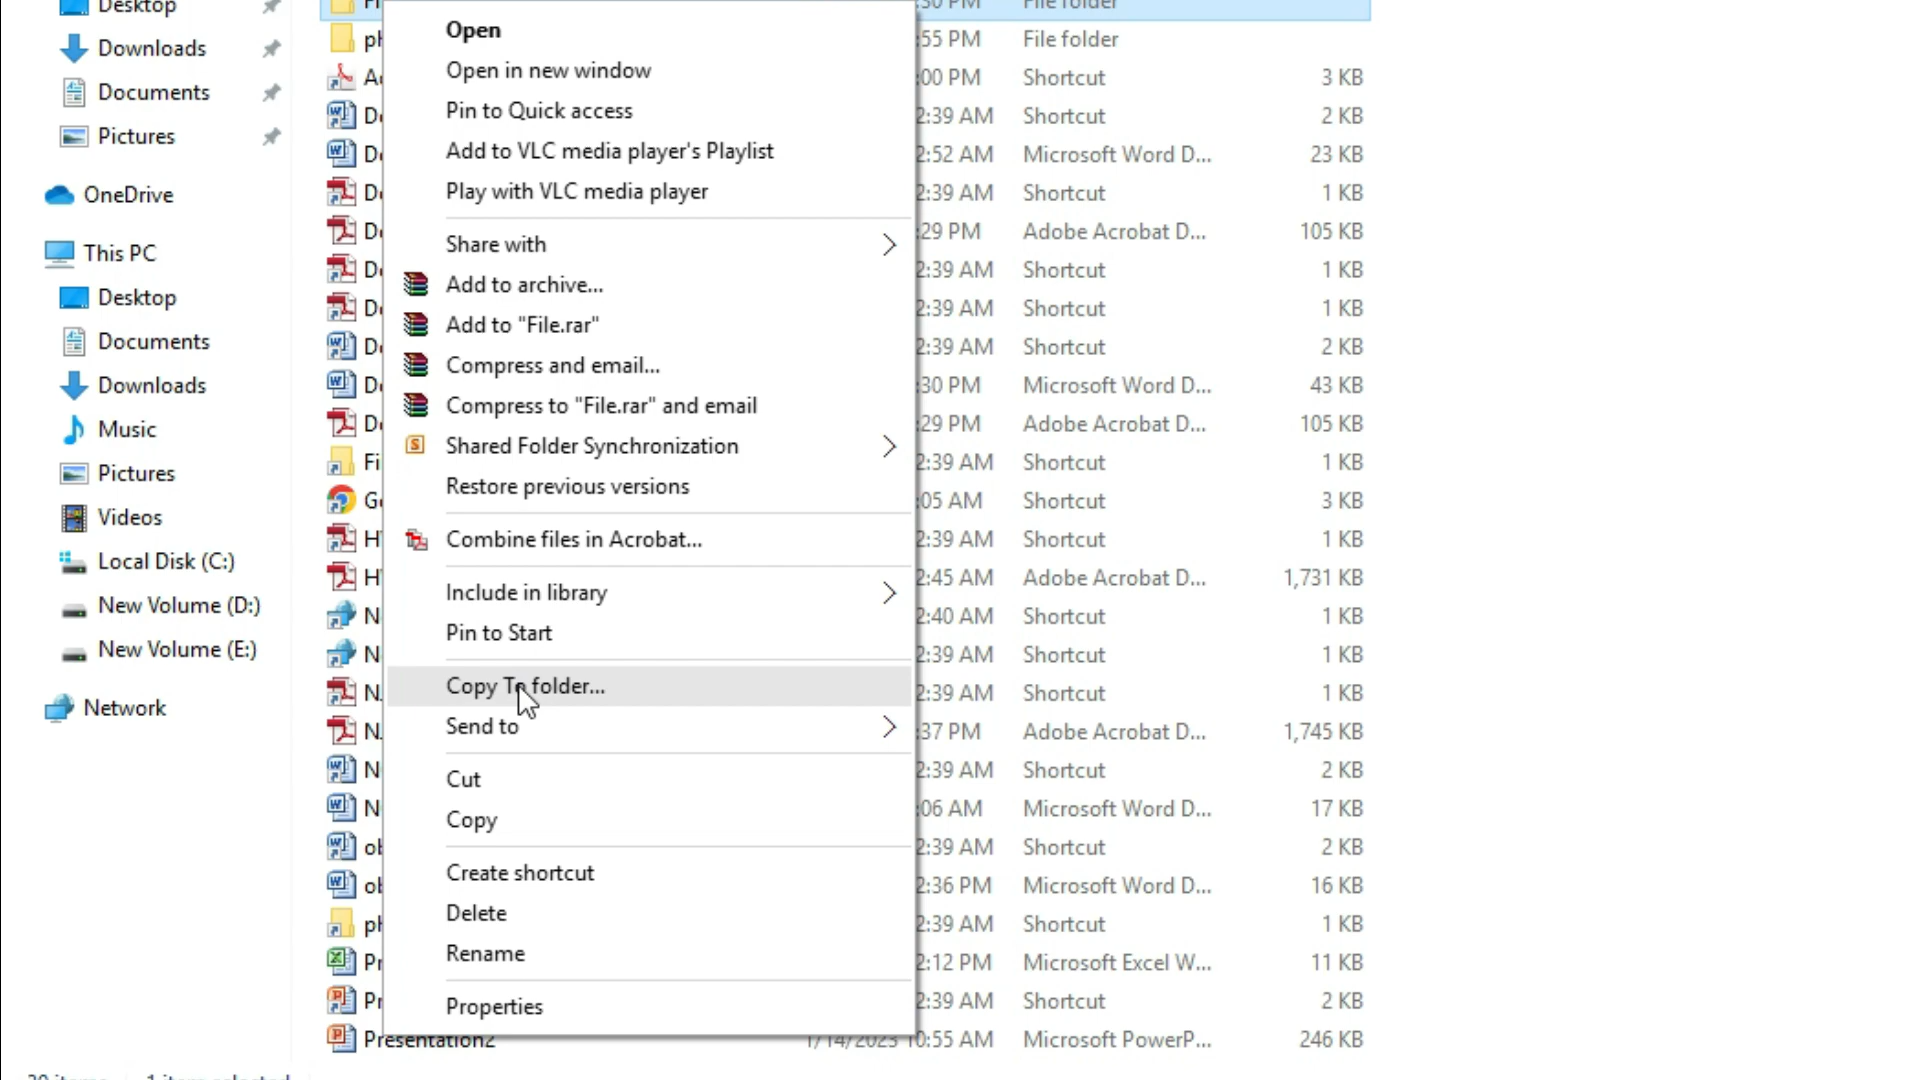 Desktop
Downloads
Documents
Pictures
OneDrive
This PC
Desktop
Documents
Downloads
Music
Pictures
Videos
Local Disk (C:)
New Volume (D:)
New Volume (E:)
Network
Open
Open in new window
Pin to Quick access
Add to VLC media player's Playlist
Play with VLC media player
Share with
Add to archive...
Add to "File.rar"
Compress and email...
Compress to "File.rar" and email
Shared Folder Synchronization
Restore previous versions
Combine files in Acrobat...
Include in library
Pin to Start
Copy To folder...
Send to
Cut
Copy
Create shortcut
Delete
Rename
Properties
:30 PM File folder
:55 PM File folder
:00 PM Shortcut 3 KB
2:39 AM Shortcut 2 KB
2:52 AM Microsoft Word D... 23 KB
2:39 AM Shortcut 1 KB
:29 PM Adobe Acrobat D... 105 KB
2:39 AM Shortcut 1 KB
2:39 AM Shortcut 1 KB
2:39 AM Shortcut 2 KB
:30 PM Microsoft Word D... 43 KB
:29 PM Adobe Acrobat D... 105 KB
2:39 AM Shortcut 1 KB
:05 AM Shortcut 3 KB
2:39 AM Shortcut 1 KB
2:45 AM Adobe Acrobat D... 1,731 KB
2:40 AM Shortcut 1 KB
2:39 AM Shortcut 1 KB
2:39 AM Shortcut 1 KB
:37 PM Adobe Acrobat D... 1,745 KB
2:39 AM Shortcut 2 KB
:06 AM Microsoft Word D... 17 KB
2:39 AM Shortcut 2 KB
2:36 PM Microsoft Word D... 16 KB
2:39 AM Shortcut 1 KB
2:12 PM Microsoft Excel W... 11 KB
2:39 AM Shortcut 2 KB
Presentation2 1/14/2023 10:55 AM Microsoft PowerP... 246 KB
1 item selected